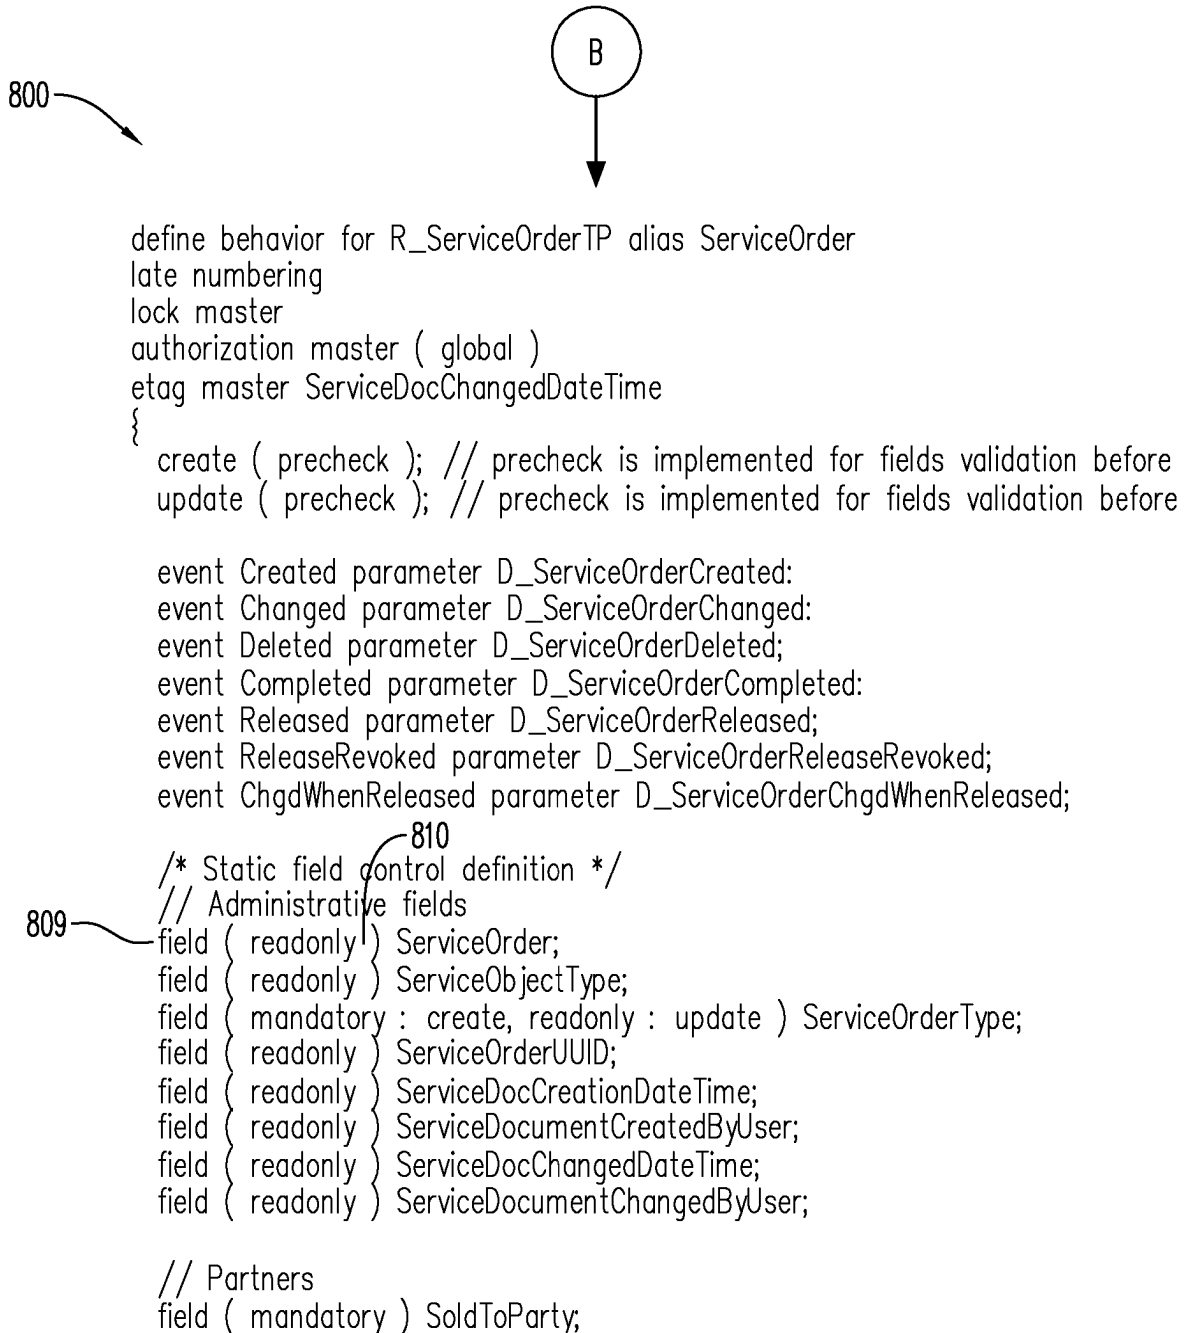 B
800
define behavior for R_ServiceOrderTP alias ServiceOrder
late numbering
lock master
authorization master ( global )
etag master ServiceDocChangedDateTime
{
create ( precheck ); // precheck is implemented for fields validation before
update ( precheck ); // precheck is implemented for fields validation before
event Created parameter D_ServiceOrderCreated:
event Changed parameter D_ServiceOrderChanged:
event Deleted parameter D_ServiceOrderDeleted;
event Completed parameter D_ServiceOrderCompleted:
event Released parameter D_ServiceOrderReleased;
event ReleaseRevoked parameter D_ServiceOrderReleaseRevoked;
event ChgdWhenReleased parameter D_ServiceOrderChgdWhenReleased;
810
/* Static field control definition */
// Administrative fields
809
field ( readonly ) ServiceOrder;
field ( readonly ) ServiceObjectType;
field ( mandatory : create, readonly : update ) ServiceOrderType;
field ( readonly ) ServiceOrderUUID;
field ( readonly ) ServiceDocCreationDateTime;
field ( readonly ) ServiceDocumentCreatedByUser;
field ( readonly ) ServiceDocChangedDateTime;
field ( readonly ) ServiceDocumentChangedByUser;
// Partners
field ( mandatory ) SoldToParty;